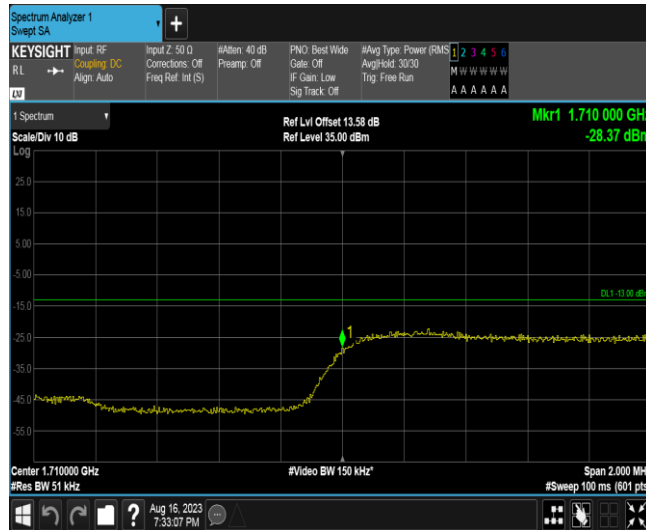 Spectrum Analyzer 1
Swept SA
KEYSIGHT
RL
LXI
Input: RF
Coupling: DC
Align: Auto
Input Z: 50 Ω
Corrections: Off
Freq Ref: Int (S)
#Atten: 40 dB
Preamp: Off
PNO: Best Wide
Gate: Off
IF Gain: Low
Sig Track: Off
#Avg Type: Power (RMS
Avg|Hold: 30/30
Trig: Free Run
1 2 3 4 5 6
M W W W W W
A A A A A A
1 Spectrum
Scale/Div 10 dB
Log
Ref Lvl Offset 13.58 dB
Ref Level 35.00 dBm
Mkr1 1.710 000 GHz
-28.37 dBm
25.0
15.0
5.00
-5.00
DL1 -13.00 dBm
-15.0
1
-25.0
-35.0
-45.0
-55.0
Center 1.710000 GHz
#Video BW 150 kHz*
Span 2.000 MH
#Res BW 51 kHz
#Sweep 100 ms (601 pts
?
Aug 16, 2023
7:33:07 PM